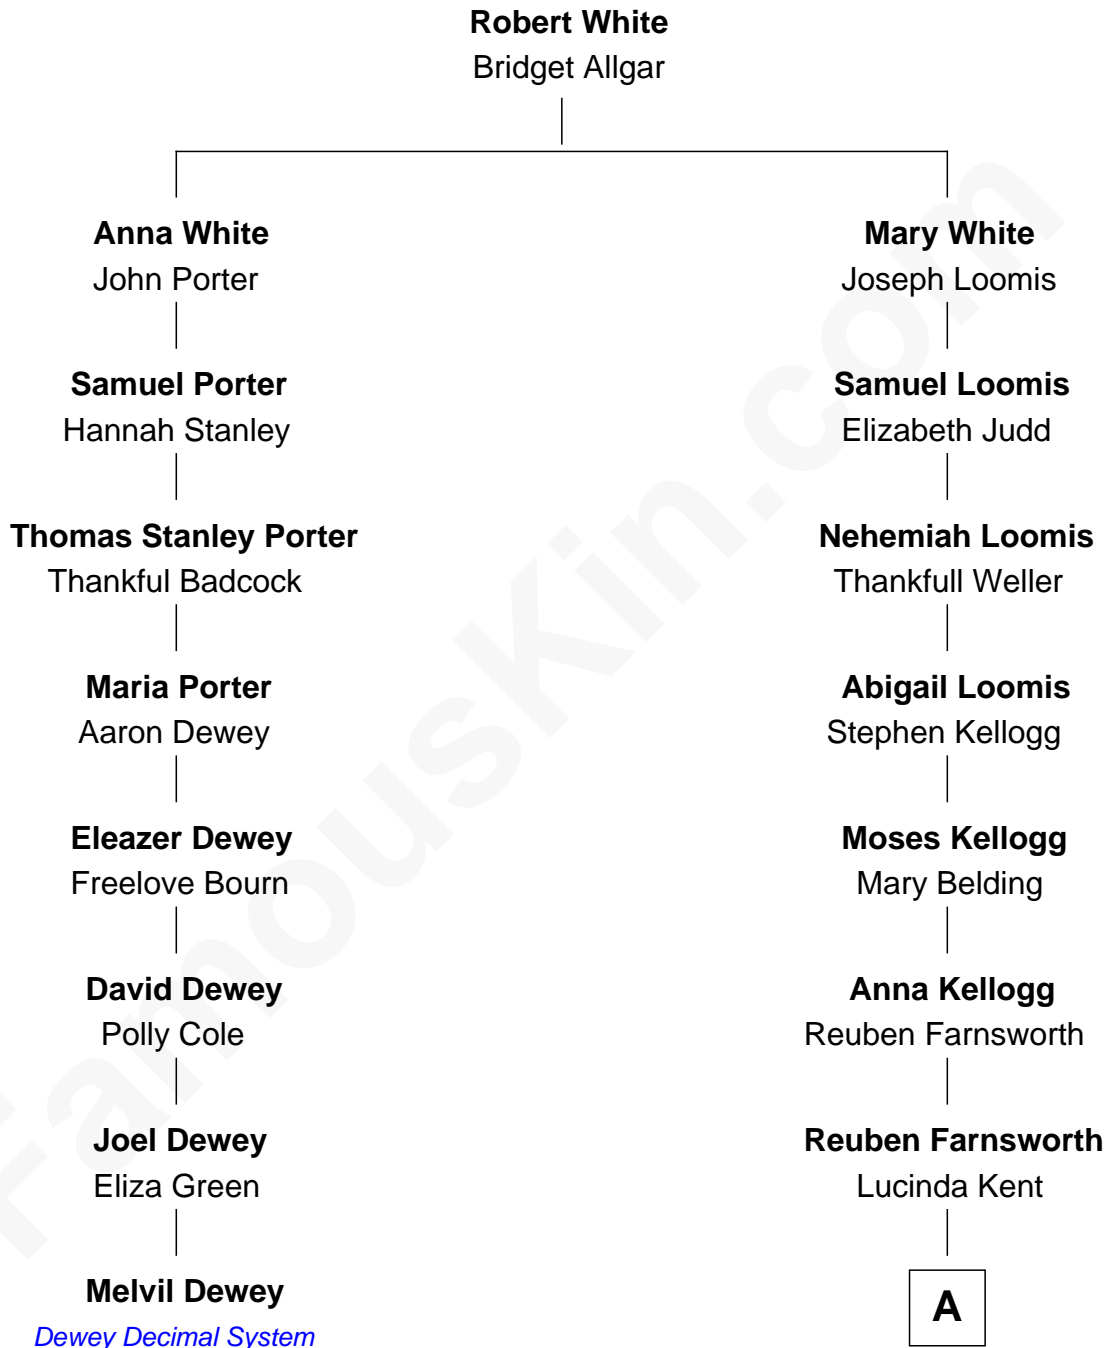 Robert White
Bridget Allgar
Anna White
John Porter
Mary White
Joseph Loomis
Samuel Porter
Hannah Stanley
Samuel Loomis
Elizabeth Judd
Thomas Stanley Porter
Thankful Badcock
Nehemiah Loomis
Thankfull Weller
Maria Porter
Aaron Dewey
Abigail Loomis
Stephen Kellogg
Eleazer Dewey
Freelove Bourn
Moses Kellogg
Mary Belding
David Dewey
Polly Cole
Anna Kellogg
Reuben Farnsworth
Joel Dewey
Eliza Green
Reuben Farnsworth
Lucinda Kent
Melvil Dewey
Dewey Decimal System
A
FamousKin.com